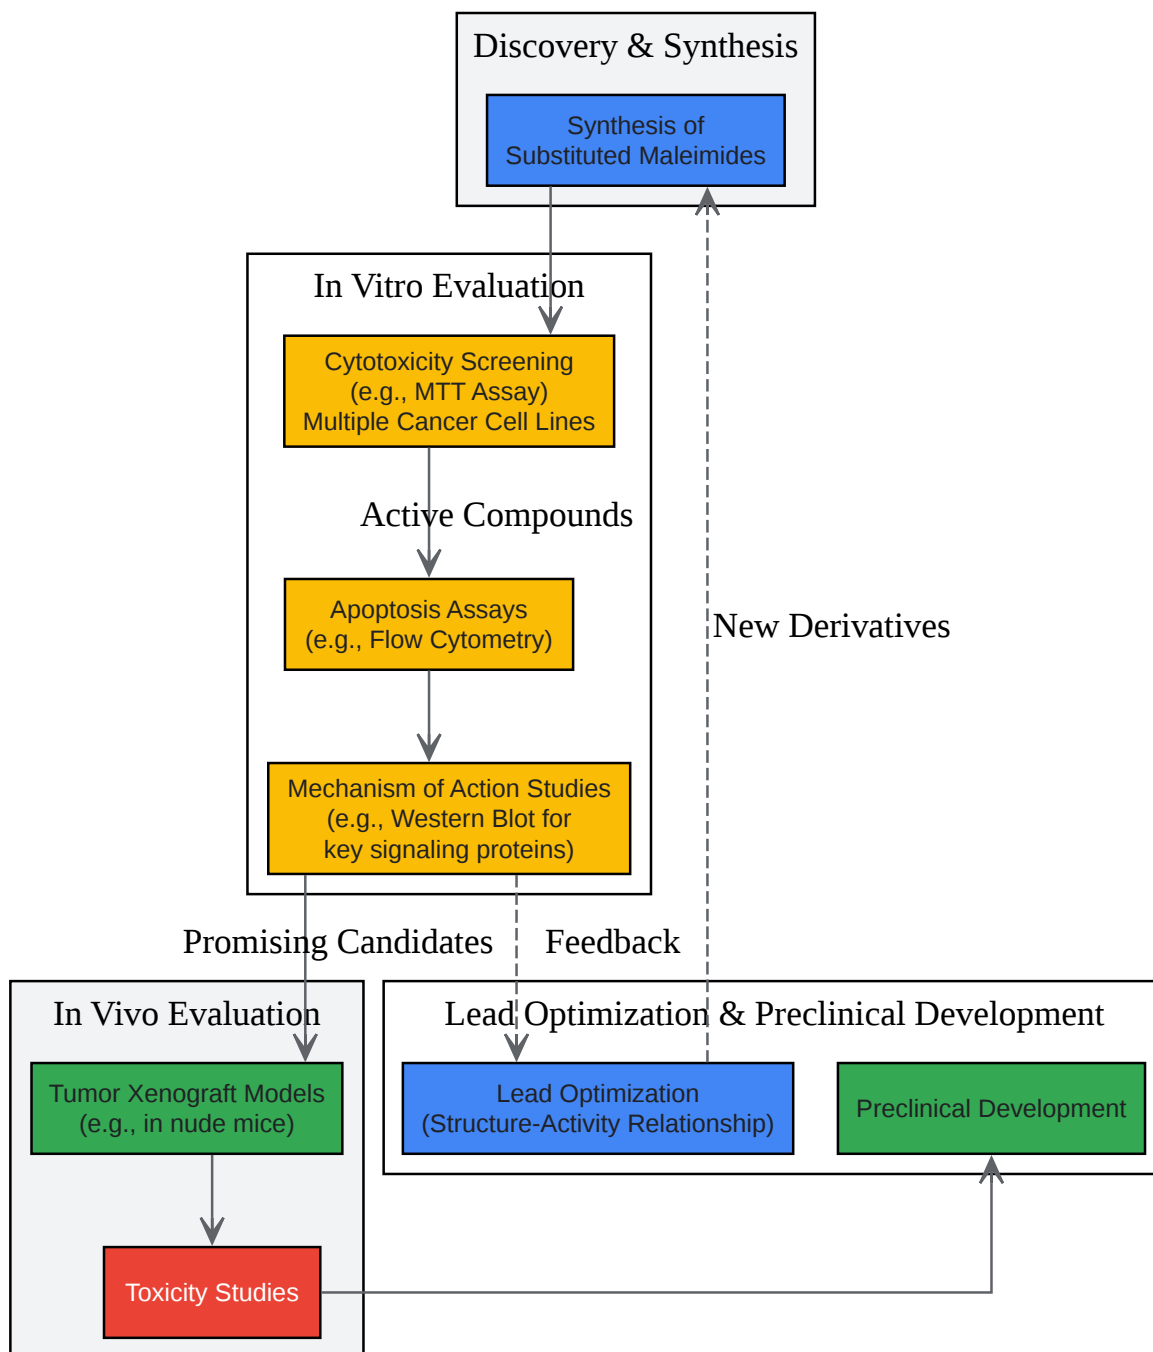 Discovery & Synthesis
Synthesis of
Substituted Maleimides
In Vitro Evaluation
Cytotoxicity Screening
(e.g., MTT Assay)
Multiple Cancer Cell Lines
Active Compounds
Apoptosis Assays
(e.g., Flow Cytometry)
New Derivatives
Mechanism of Action Studies
(e.g., Western Blot for
key signaling proteins)
Promising Candidates
Feedback
In Vivo Evaluation
Lead Optimization & Preclinical Development
Tumor Xenograft Models
(e.g., in nude mice)
Lead Optimization
(Structure-Activity Relationship)
Preclinical Development
Toxicity Studies